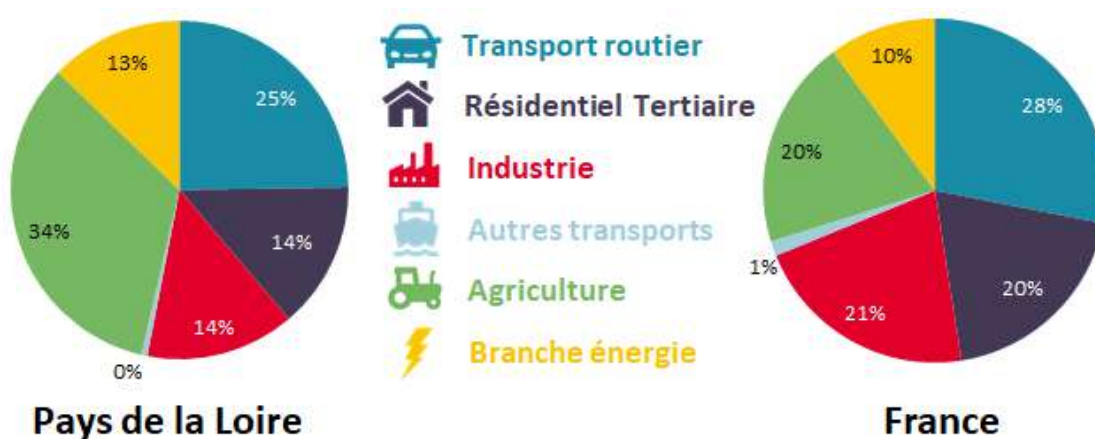 13%
25%
34%
14%
14%
0%
Pays de la Loire
Transport routier
Résidentiel Tertiaire
Industrie
Autres transports
Agriculture
Branche énergie
10%
28%
20%
1%
21%
20%
France